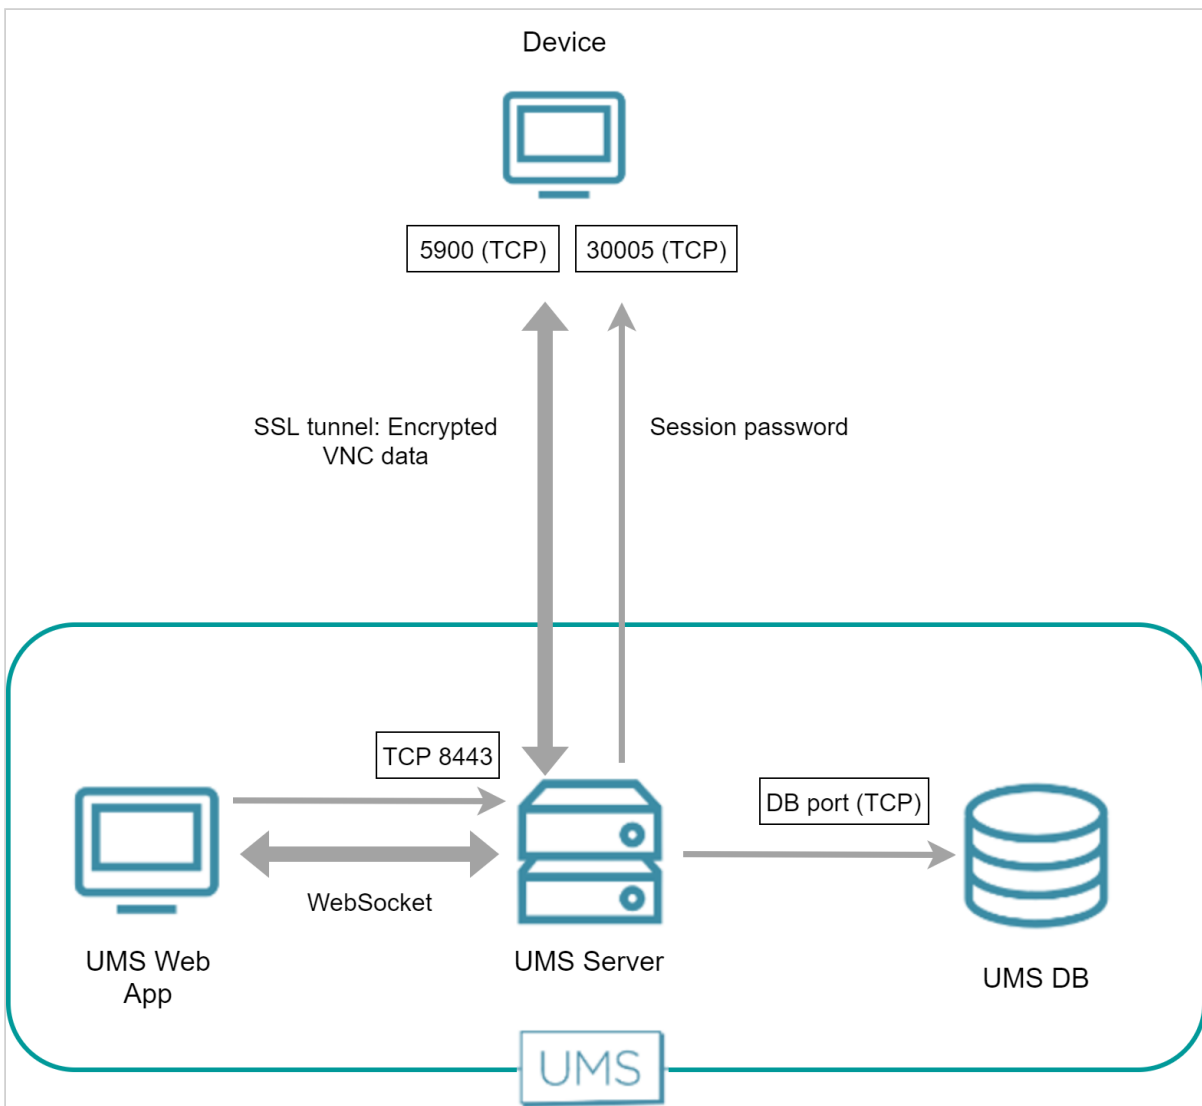 Device
5900 (TCP)
30005 (TCP)
SSL tunnel: Encrypted
VNC data
Session password
TCP 8443
DB port (TCP)
WebSocket
UMS Web
App
UMS Server
UMS DB
UMS